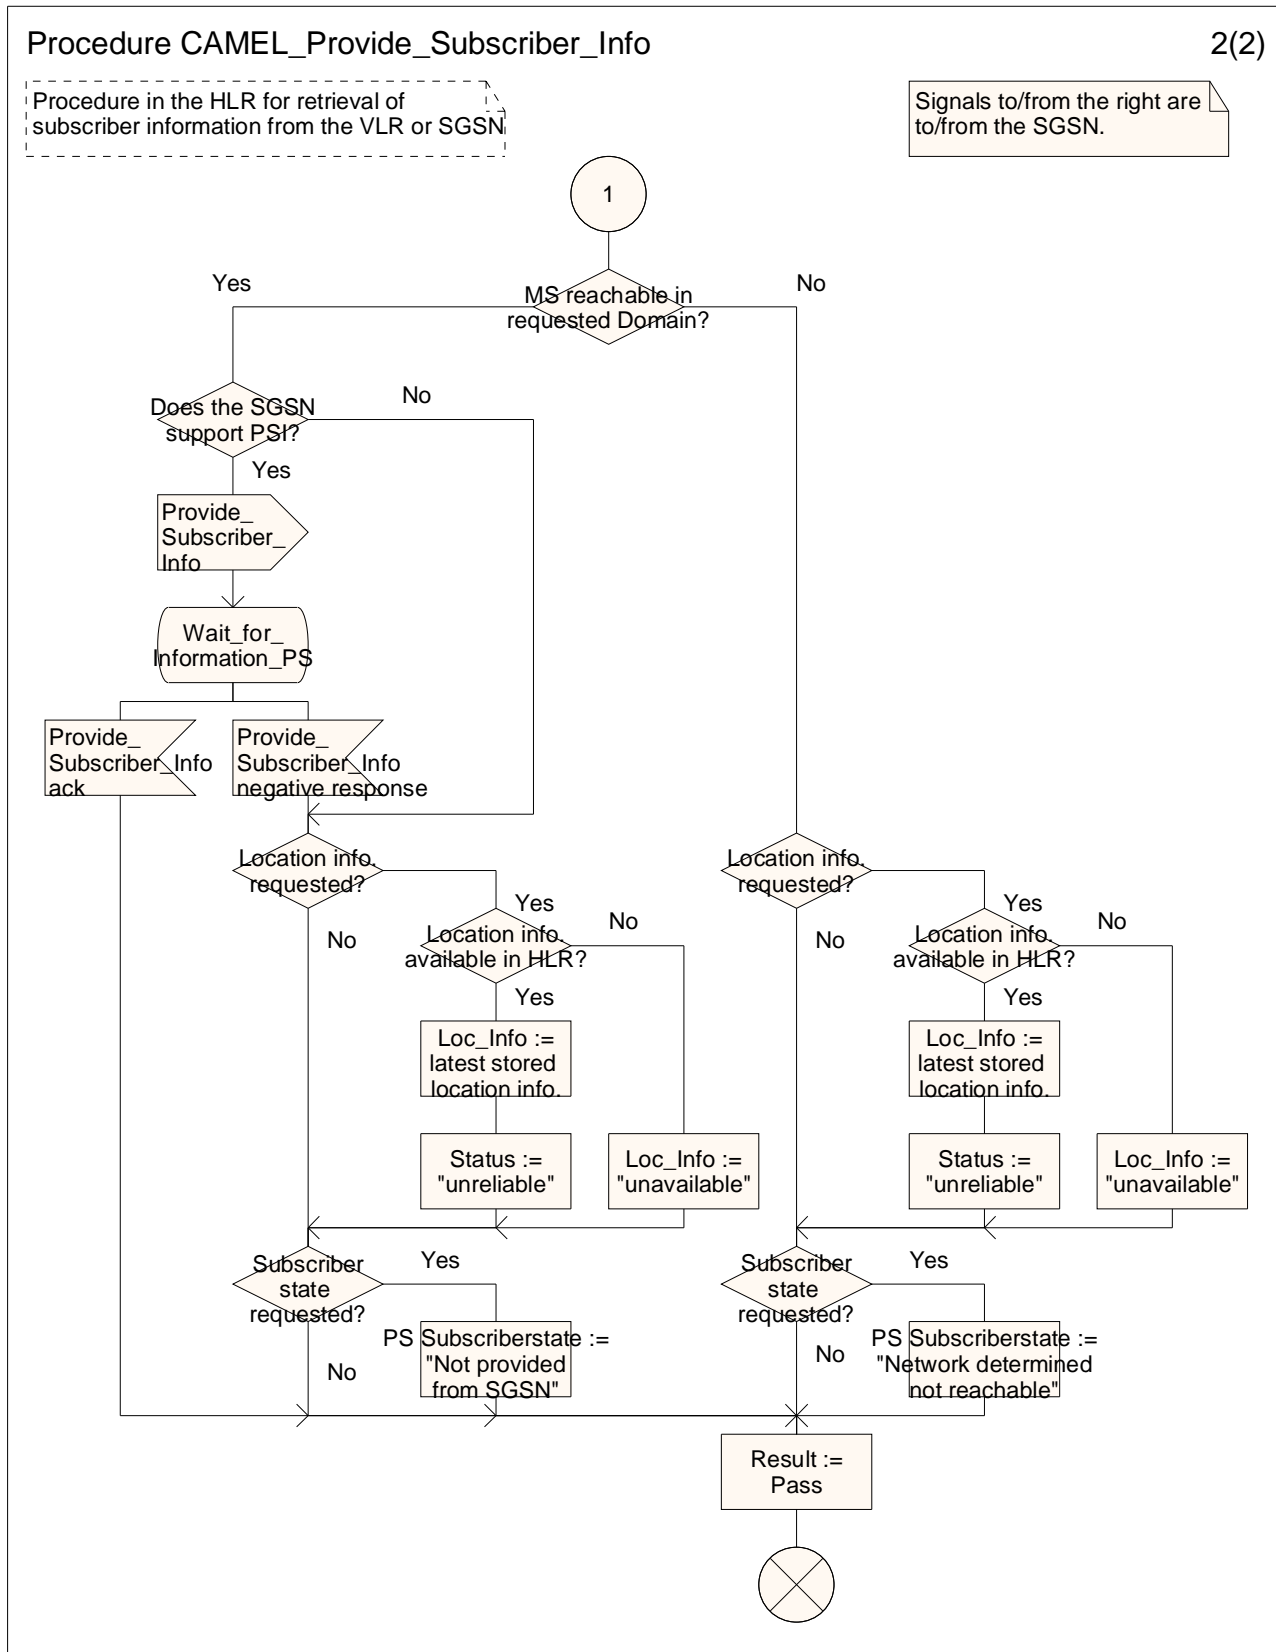 Procedure CAMEL_Provide_Subscriber_Info
2(2)
Procedure in the HLR for retrieval of
subscriber information from the VLR or SGSN
Signals to/from the right are
to/from the SGSN.
1
Yes
No
MS reachable in
requested Domain?
No
Does the SGSN
support PSI?
Yes
Provide_
Subscriber_
Info
Wait_for_
Information_PS
Provide_
Subscriber_Info
ack
Provide_
Subscriber_Info
negative response
Location info.
requested?
Yes
No
No
Location info.
available in HLR?
Yes
Loc_Info :=
latest stored
location info.
Status :=
"unreliable"
Loc_Info :=
"unavailable"
Subscriber
state
requested?
Yes
No
PS Subscriberstate :=
"Not provided
from SGSN"
Location info.
requested?
Yes
No
No
Location info.
available in HLR?
Yes
Loc_Info :=
latest stored
location info.
Status :=
"unreliable"
Loc_Info :=
"unavailable"
Subscriber
state
requested?
Yes
No
PS Subscriberstate :=
"Network determined
not reachable"
Result :=
Pass